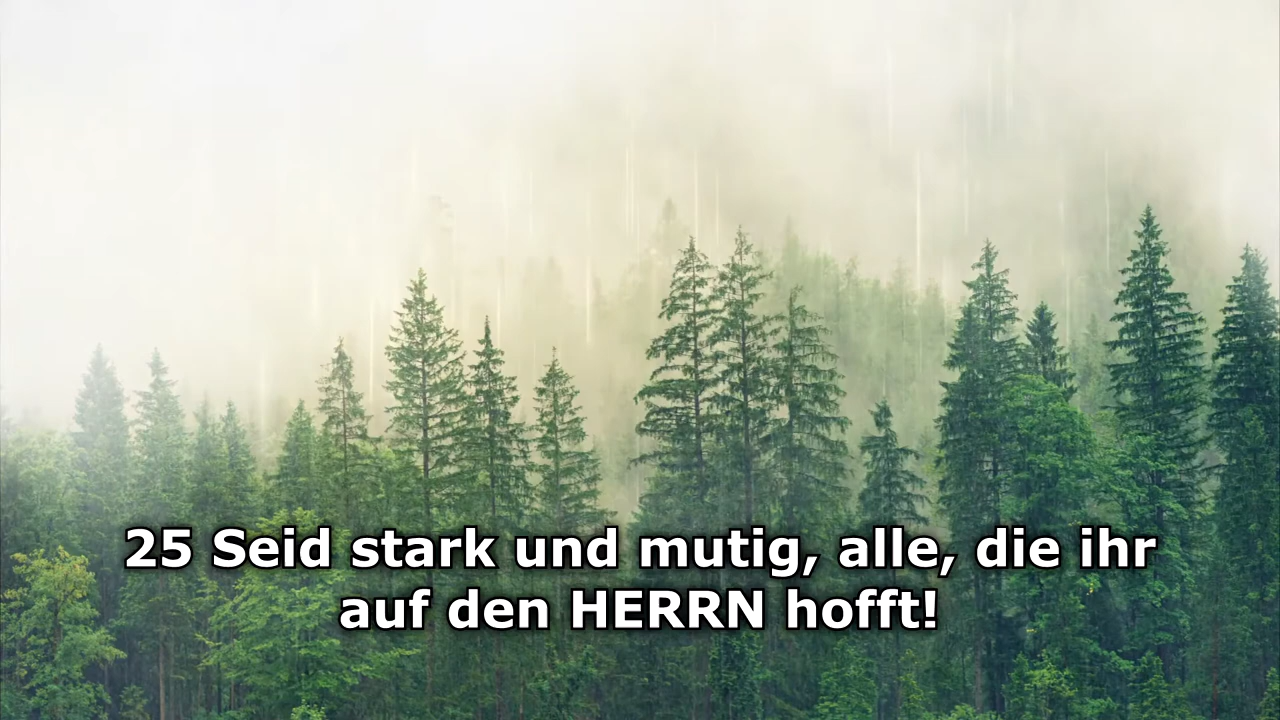 25 Seid stark und mutig, alle, die ihr
auf den HERRN hofft!